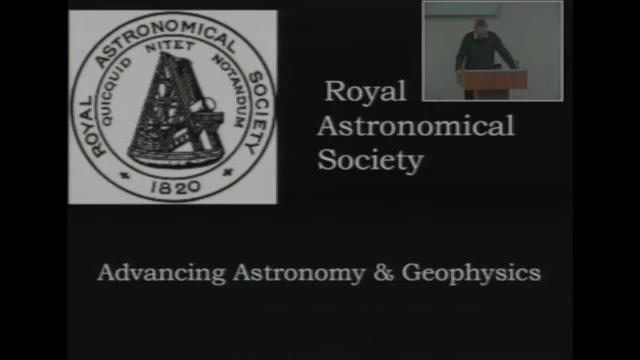 ROYAL ASTRONOMICAL SOCIETY
QUICQUID NITET NOTANDUM
1820
Royal
Astronomical
Society
Advancing Astronomy & Geophysics